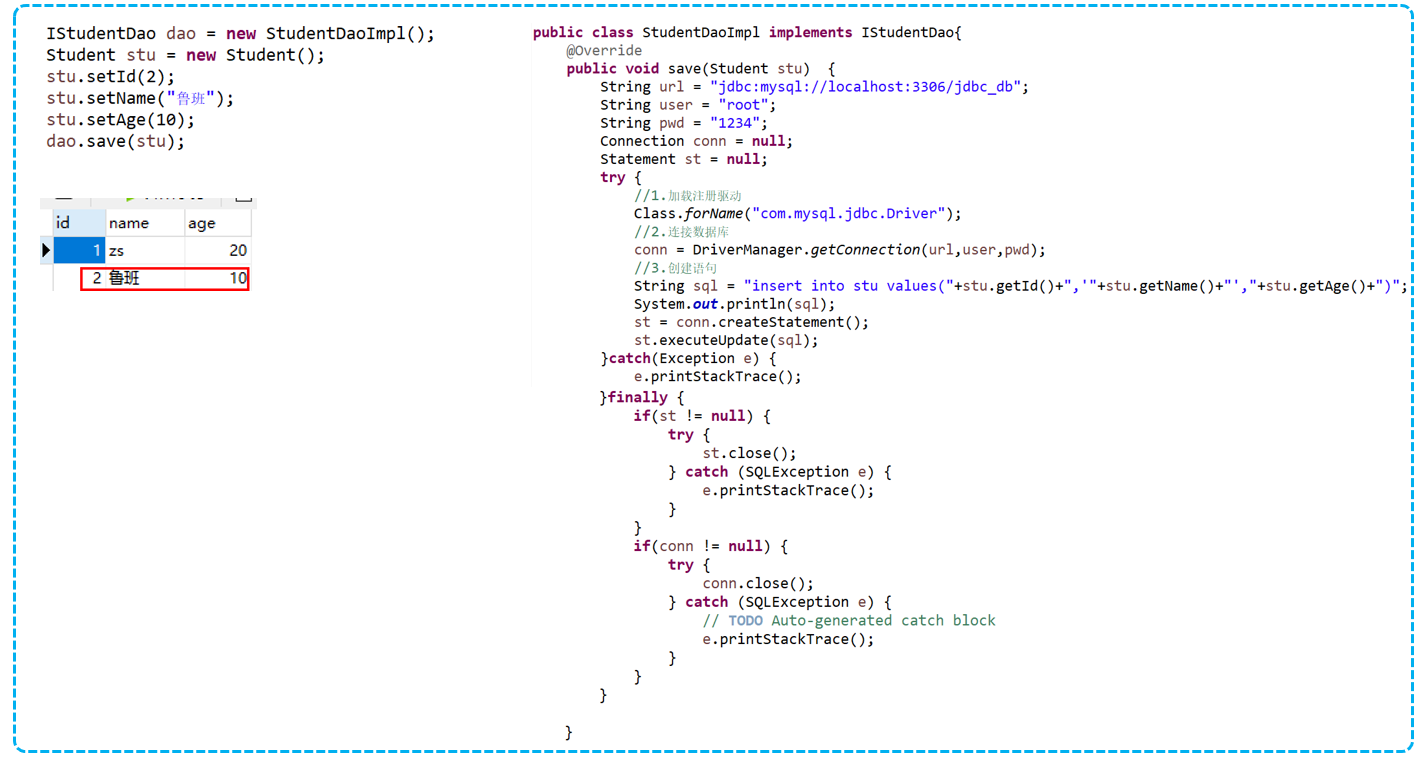 IStudentDao dao = new StudentDaoImpl();
Student stu = new Student();
stu.setId(2);
stu.setName("鲁班");
stu.setAge(10);
dao.save(stu);
id name age
1 zs 20
2 鲁班 10
public class StudentDaoImpl implements IStudentDao{
@Override
public void save(Student stu) {
String url = "jdbc:mysql://localhost:3306/jdbc_db";
String user = "root";
String pwd = "1234";
Connection conn = null;
Statement st = null;
try {
//1.加载注册驱动
Class.forName("com.mysql.jdbc.Driver");
//2.连接数据库
conn = DriverManager.getConnection(url,user,pwd);
//3.创建语句
String sql = "insert into stu values("+stu.getId()+",'"+stu.getName()+"',"+stu.getAge()+")";
System.out.println(sql);
st = conn.createStatement();
st.executeUpdate(sql);
}catch(Exception e) {
e.printStackTrace();
}finally {
if(st != null) {
try {
st.close();
} catch (SQLException e) {
e.printStackTrace();
}
}
if(conn != null) {
try {
conn.close();
} catch (SQLException e) {
// TODO Auto-generated catch block
e.printStackTrace();
}
}
}
}